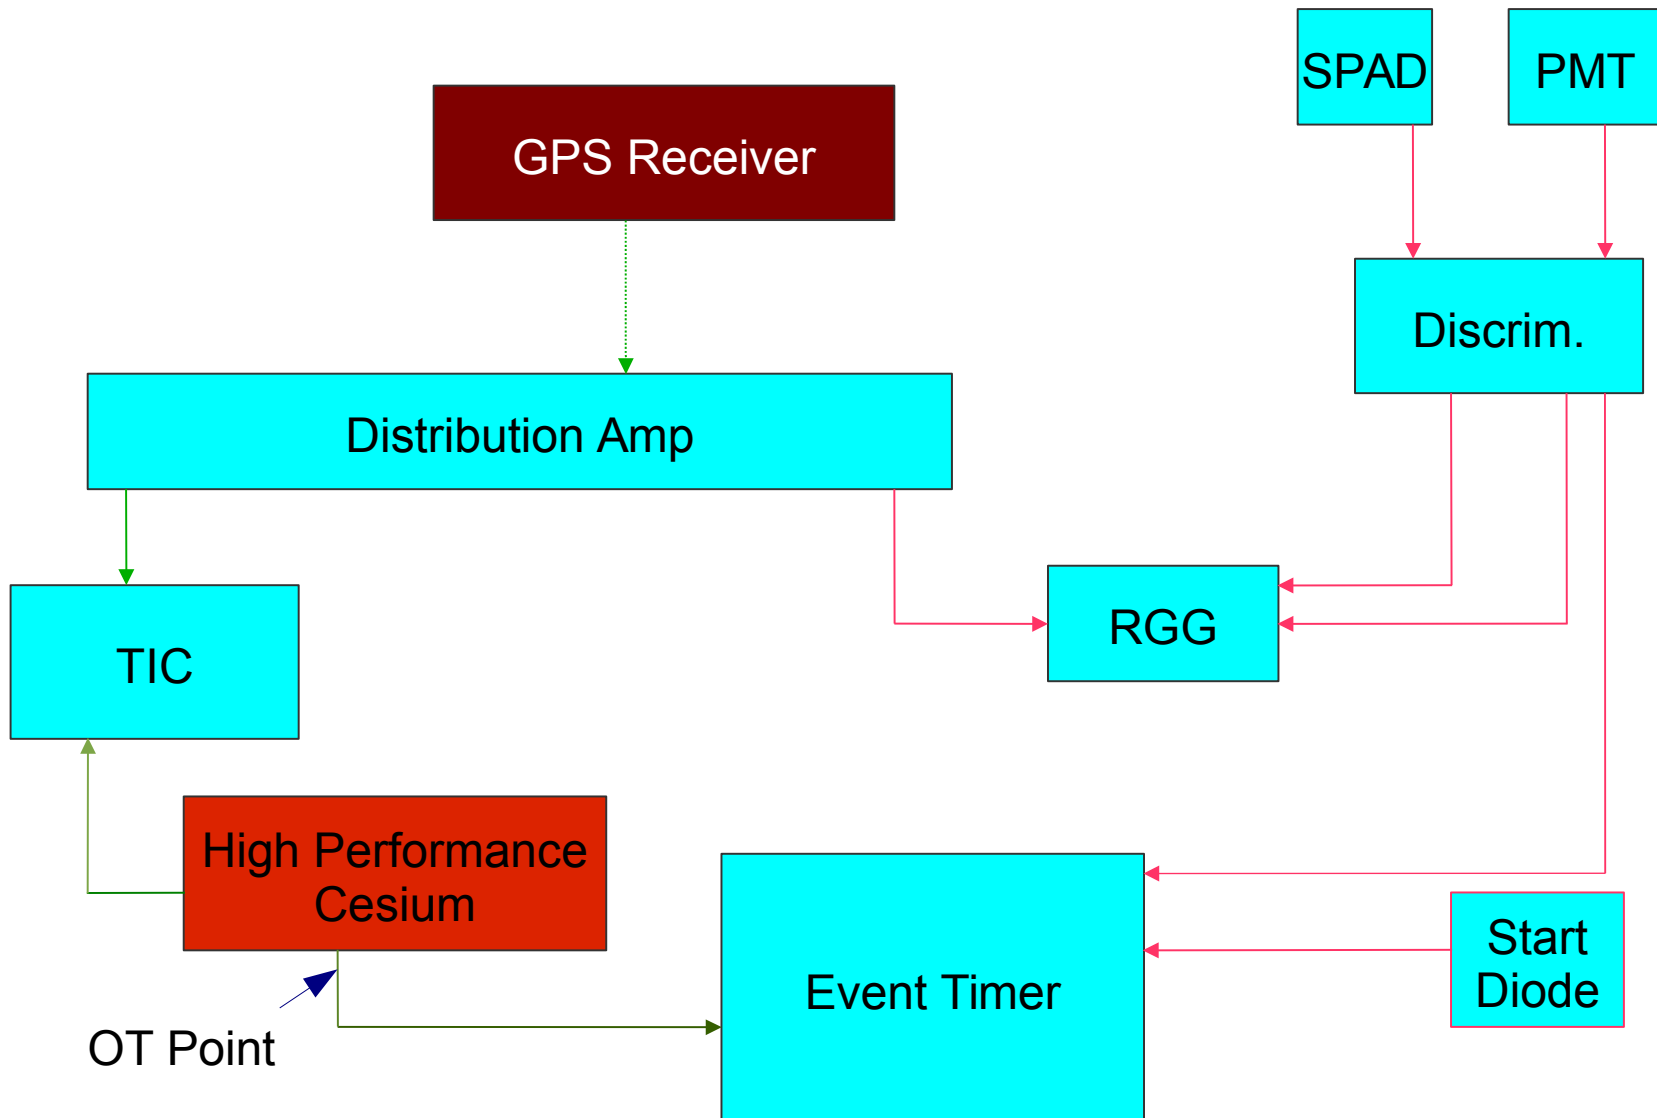 SPAD
PMT
GPS Receiver
Discrim.
Distribution Amp
RGG
TIC
High Performance
Cesium
Start
Diode
Event Timer
OT Point